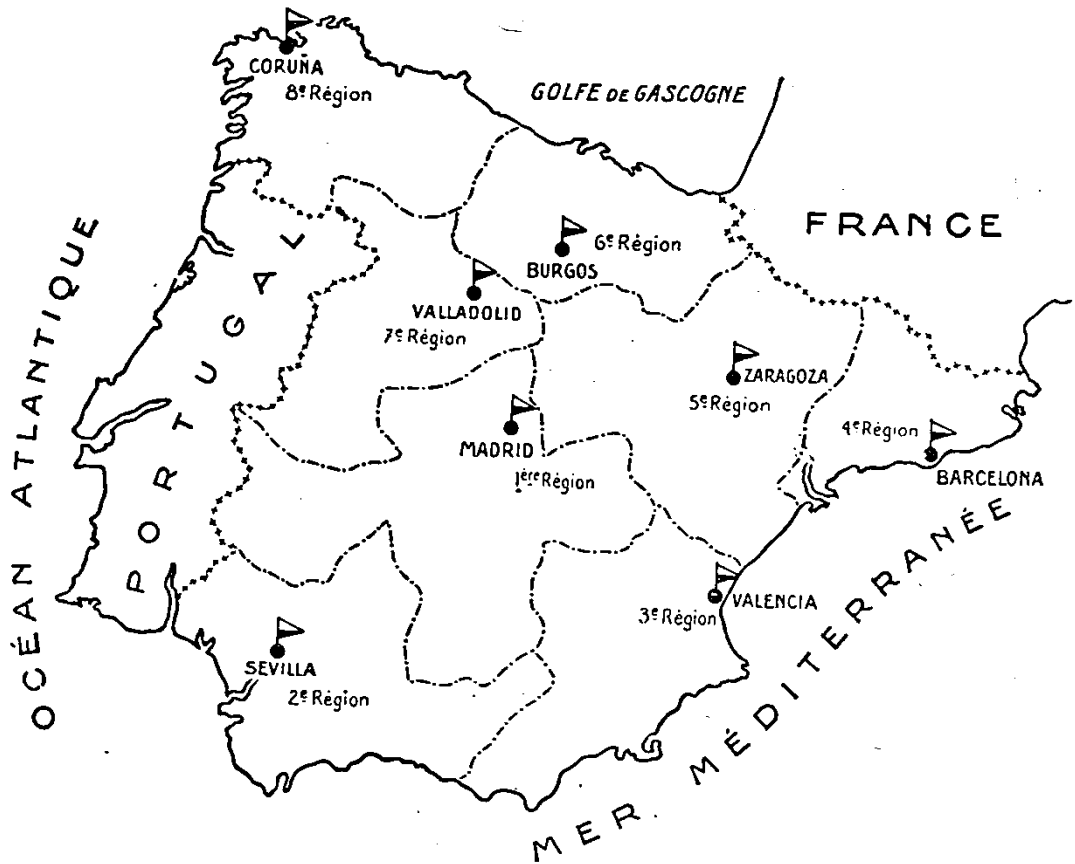 CORUÑA
8e Région
GOLFE DE GASCOGNE
FRANCE
OCÉAN ATLANTIQUE
PORTUGAL
6e Région
BURGOS
VALLADOLID
7e Région
ZARAGOZA
5e Région
MADRID
1ère Région
4e Région
BARCELONA
VALENCIA
3e Région
SEVILLA
2e Région
MER MÉDITERRANÉE